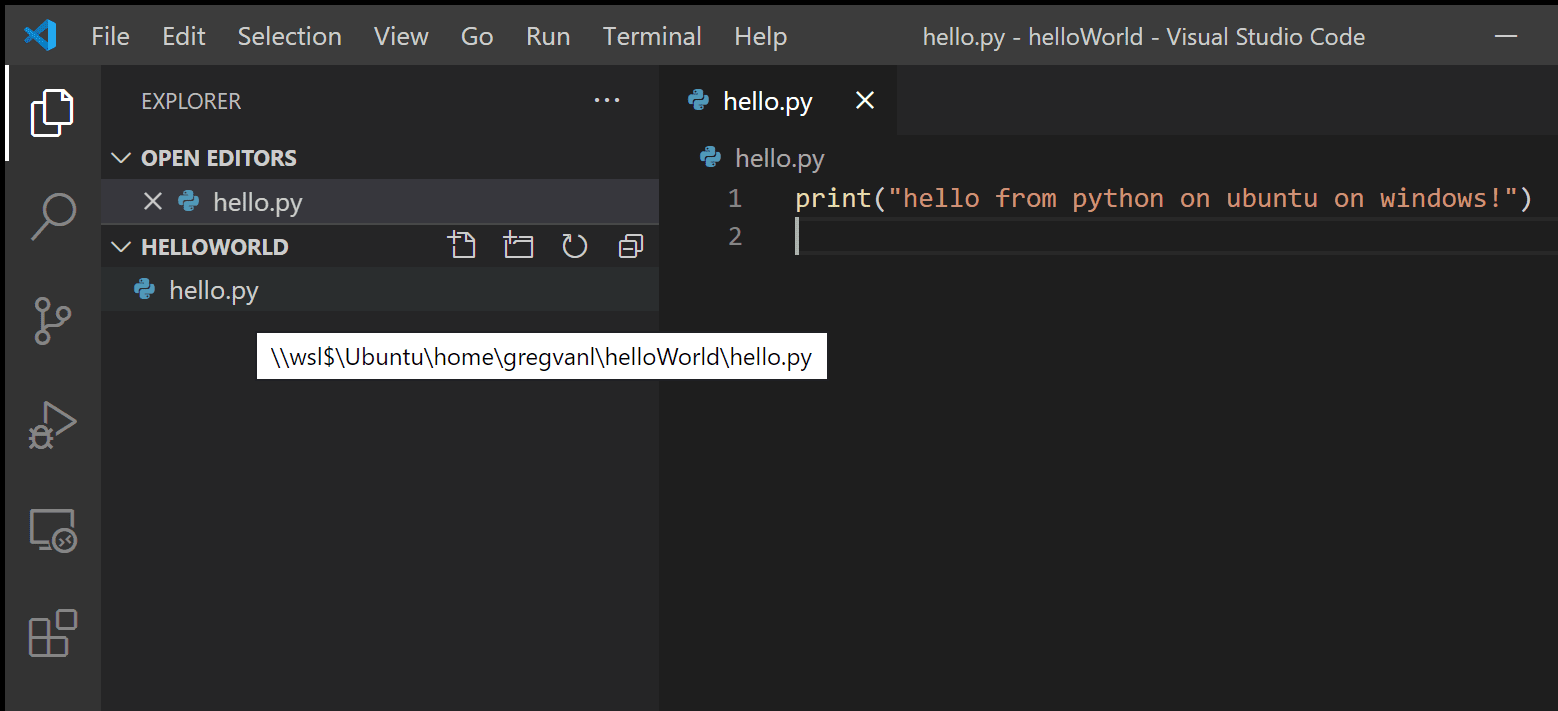 File Edit Selection View Go Run Terminal Help hello.py - helloWorld - Visual Studio Code
EXPLORER
OPEN EDITORS
hello.py
HELLOWORLD
hello.py
\\wsl$\Ubuntu\home\gregvanl\helloWorld\hello.py
hello.py
hello.py
1 print("hello from python on ubuntu on windows!")
2